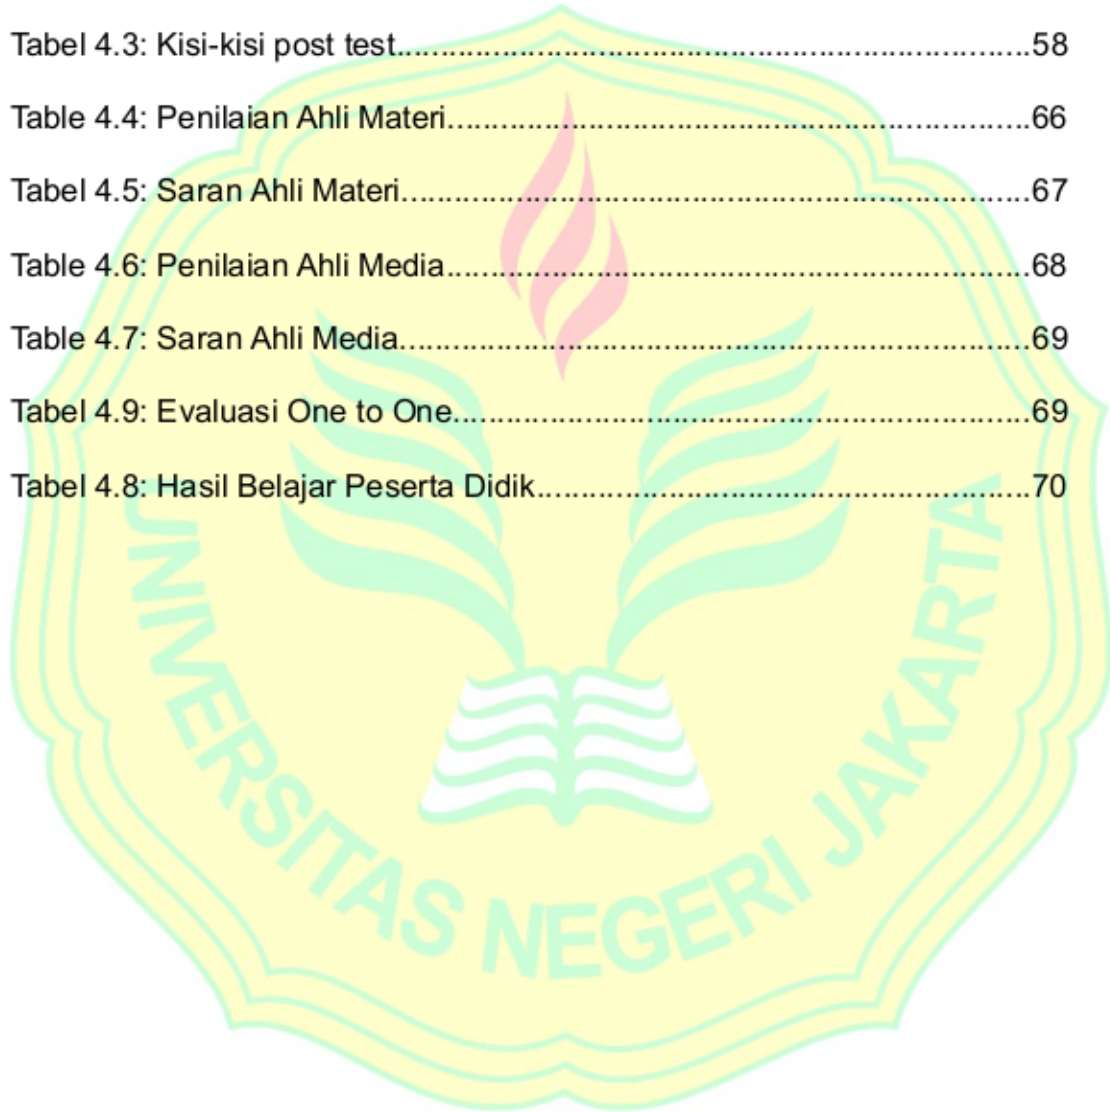 Tabel 4.3: Kisi-kisi post test..............................................................................58
Table 4.4: Penilaian Ahli Materi........................................................................66
Tabel 4.5: Saran Ahli Materi..............................................................................67
Table 4.6: Penilaian Ahli Media........................................................................68
Table 4.7: Saran Ahli Media..............................................................................69
Tabel 4.9: Evaluasi One to One.......................................................................69
Tabel 4.8: Hasil Belajar Peserta Didik.............................................................70
UNIVERSITAS NEGERI JAKARTA